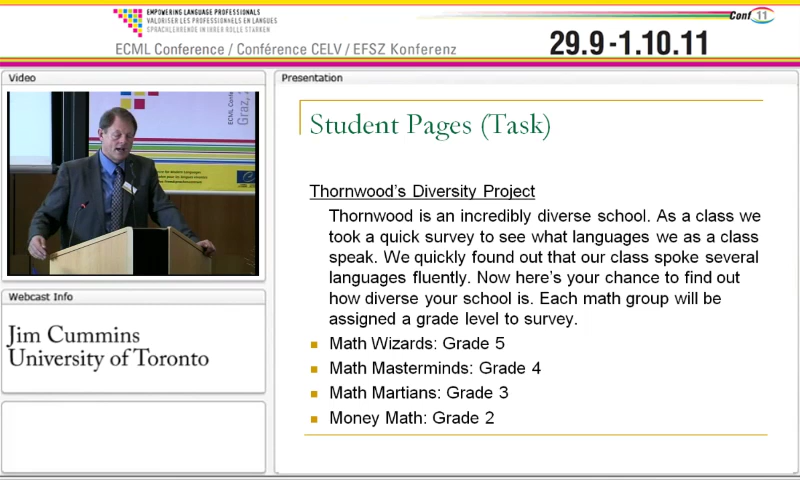 EMPOWERING LANGUAGE PROFESSIONALS
VALORISER LES PROFESSIONNELS EN LANGUES
SPRACHLEHRENDE IN IHRER ROLLE STÄRKEN
ECML Conference / Conférence CELV / EFSZ Konferenz
Conf 11
29.9-1.10.11
Video
ECML Conf
Graz, 2
Webcast Info
Jim Cummins
University of Toronto
Presentation
Student Pages (Task)
Thornwood's Diversity Project
Thornwood is an incredibly diverse school. As a class we
took a quick survey to see what languages we as a class
speak. We quickly found out that our class spoke several
languages fluently. Now here's your chance to find out
how diverse your school is. Each math group will be
assigned a grade level to survey.
Math Wizards: Grade 5
Math Masterminds: Grade 4
Math Martians: Grade 3
Money Math: Grade 2